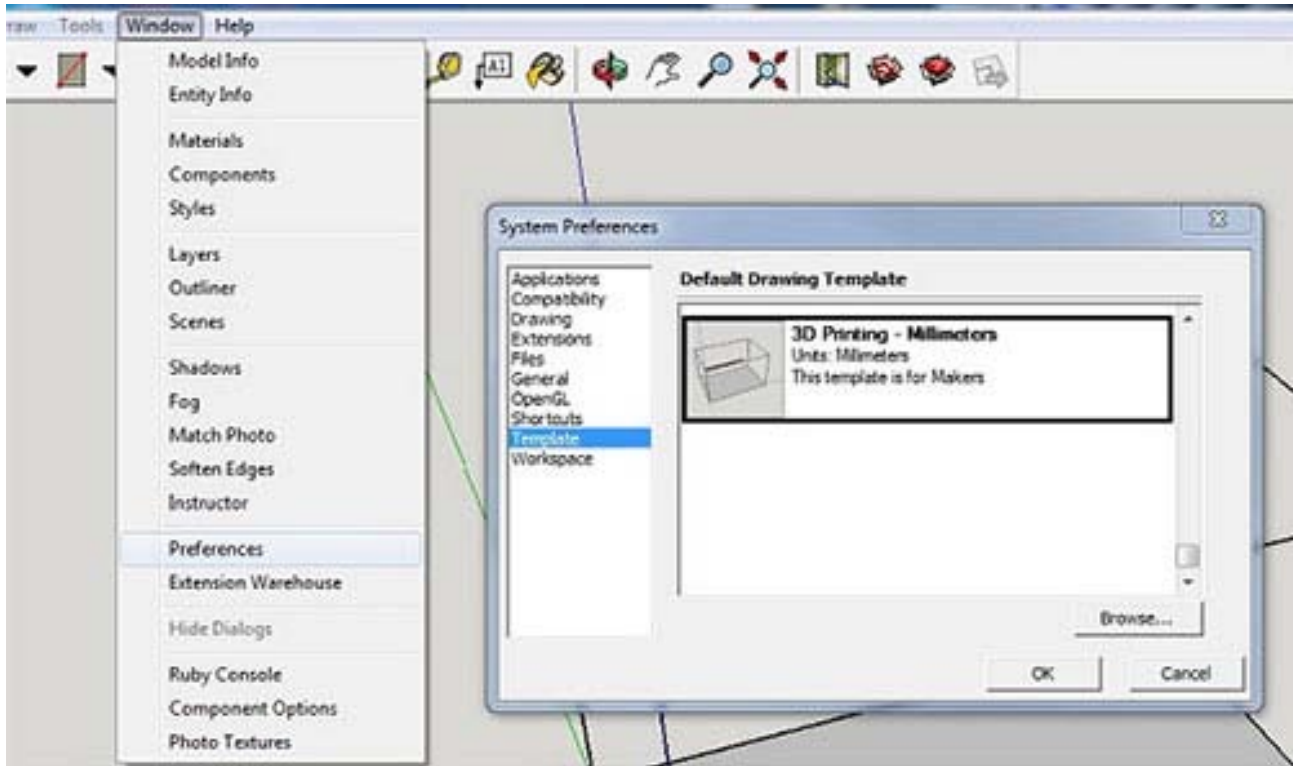 Tools Window Help
Model Info
Entity Info
Materials
Components
Styles
Layers
Outliner
Scenes
Shadows
Fog
Match Photo
Soften Edges
Instructor
Preferences
Extension Warehouse
Hide Dialogs
Ruby Console
Component Options
Photo Textures
A1
System Preferences
Applications
Compatibility
Drawing
Extensions
Files
General
OpenGL
Shortcuts
Template
Workspace
Default Drawing Template
3D Printing - Millimeters
Units: Millimeters
This template is for Makers
Browse...
OK Cancel